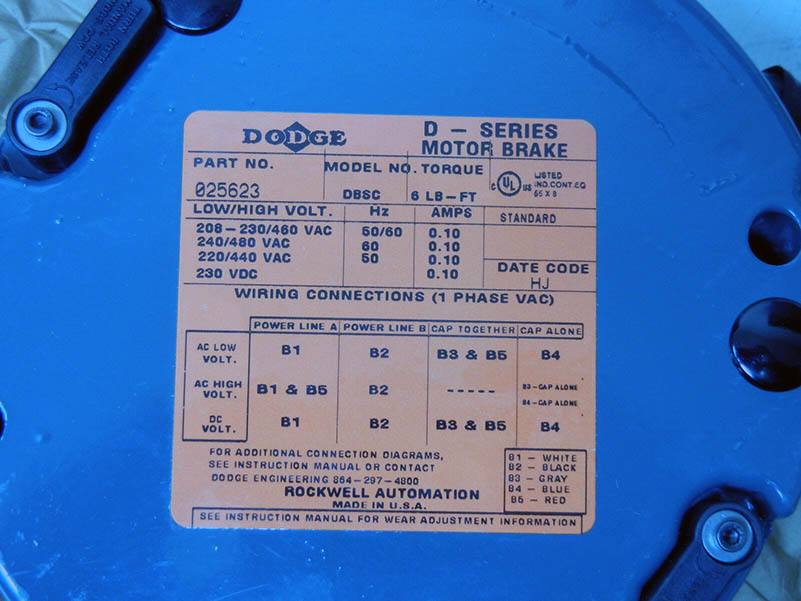 DODGE
D - SERIES
MOTOR BRAKE
PART NO. MODEL NO. TORQUE
025623 DBSC 6 LB-FT
C UL US LISTED
IND.CONT.EQ
65 X 8
LOW/HIGH VOLT. Hz AMPS STANDARD
208 - 230/460 VAC 50/60 0.10
240/480 VAC 60 0.10
220/440 VAC 50 0.10
230 VDC 0.10
DATE CODE
HJ
WIRING CONNECTIONS (1 PHASE VAC)
POWER LINE A POWER LINE B CAP TOGETHER CAP ALONE
AC LOW VOLT. B1 B2 B3 & B5 B4
AC HIGH VOLT. B1 & B5 B2 ----- B3-CAP ALONE
B4-CAP ALONE
DC VOLT. B1 B2 B3 & B5 B4
FOR ADDITIONAL CONNECTION DIAGRAMS,
SEE INSTRUCTION MANUAL OR CONTACT
DODGE ENGINEERING 864-297-4800
ROCKWELL AUTOMATION
MADE IN U.S.A.
B1 - WHITE
B2 - BLACK
B3 - GRAY
B4 - BLUE
B5 - RED
SEE INSTRUCTION MANUAL FOR WEAR ADJUSTMENT INFORMATION